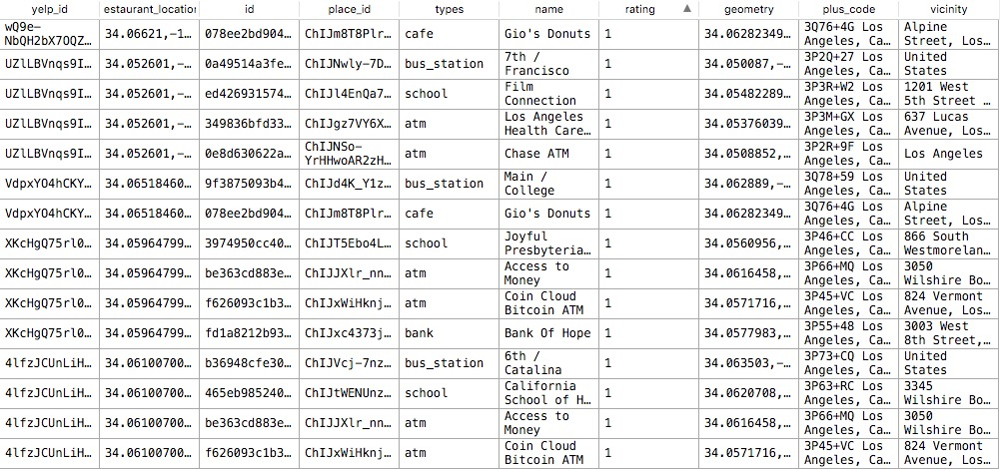 yelp_id estaurant_location id place_id types name rating geometry plus_code vicinity
wQ9e- 34.06621,-1… 078ee2bd904… ChIJm8T8Plr… cafe Gio's Donuts 1 34.06282349… 3Q76+4G Los Alpine
NbQH2bX7OQZ… Angeles, Ca… Street, Los…
UZlLBVnqs9I… 34.052601,-… 0a49514a3fe… ChIJNwly-7D… bus_station 7th / 1 34.050087,-… 3P2Q+27 Los United
Francisco Angeles, Ca… States
UZlLBVnqs9I… 34.052601,-… ed426931574… ChIJl4EnQa7… school Film 1 34.05482289… 3P3R+W2 Los 1201 West
Connection Angeles, Ca… 5th Street …
UZlLBVnqs9I… 34.052601,-… 349836bfd33… ChIJgz7VY6X… atm Los Angeles 1 34.05376039… 3P3M+GX Los 637 Lucas
Health Care… Angeles, Ca… Avenue, Los…
UZlLBVnqs9I… 34.052601,-… 0e8d630622a… ChIJNSo- atm Chase ATM 1 34.0508852,… 3P2R+9F Los Los Angeles
YrHHwoAR2zH… Angeles, Ca…
VdpxYO4hCKY… 34.06518460… 9f3875093b4… ChIJd4K_Y1z… bus_station Main / 1 34.062889,-… 3Q78+59 Los United
College Angeles, Ca… States
VdpxYO4hCKY… 34.06518460… 078ee2bd904… ChIJm8T8Plr… cafe Gio's Donuts 1 34.06282349… 3Q76+4G Los Alpine
Angeles, Ca… Street, Los…
XKcHgQ75rl0… 34.05964799… 3974950cc40… ChIJT5Ebo4L… school Joyful 1 34.0560956,… 3P46+CC Los 866 South
Presbyteria… Angeles, Ca… Westmorelan…
XKcHgQ75rl0… 34.05964799… be363cd883e… ChIJJXlr_nn… atm Access to 1 34.0616458,… 3P66+MQ Los 3050
Money Angeles, Ca… Wilshire Bo…
XKcHgQ75rl0… 34.05964799… f626093c1b3… ChIJxWiHknj… atm Coin Cloud 1 34.0571716,… 3P45+VC Los 824 Vermont
Bitcoin ATM Angeles, Ca… Avenue, Los…
XKcHgQ75rl0… 34.05964799… fd1a8212b93… ChIJxc4373j… bank Bank Of Hope 1 34.0577983,… 3P55+48 Los 3003 West
Angeles, Ca… 8th Street,…
4lfzJCUnLiH… 34.06100700… b36948cfe30… ChIJVcj-7nz… bus_station 6th / 1 34.063503,-… 3P73+CQ Los United
Catalina Angeles, Ca… States
4lfzJCUnLiH… 34.06100700… 465eb985240… ChIJtWENUnz… school California 1 34.0620708,… 3P63+RC Los 3345
School of H… Angeles, Ca… Wilshire Bo…
4lfzJCUnLiH… 34.06100700… be363cd883e… ChIJJXlr_nn… atm Access to 1 34.0616458,… 3P66+MQ Los 3050
Money Angeles, Ca… Wilshire Bo…
4lfzJCUnLiH… 34.06100700… f626093c1b3… ChIJxWiHknj… atm Coin Cloud 1 34.0571716,… 3P45+VC Los 824 Vermont
Bitcoin ATM Angeles, Ca… Avenue, Los…